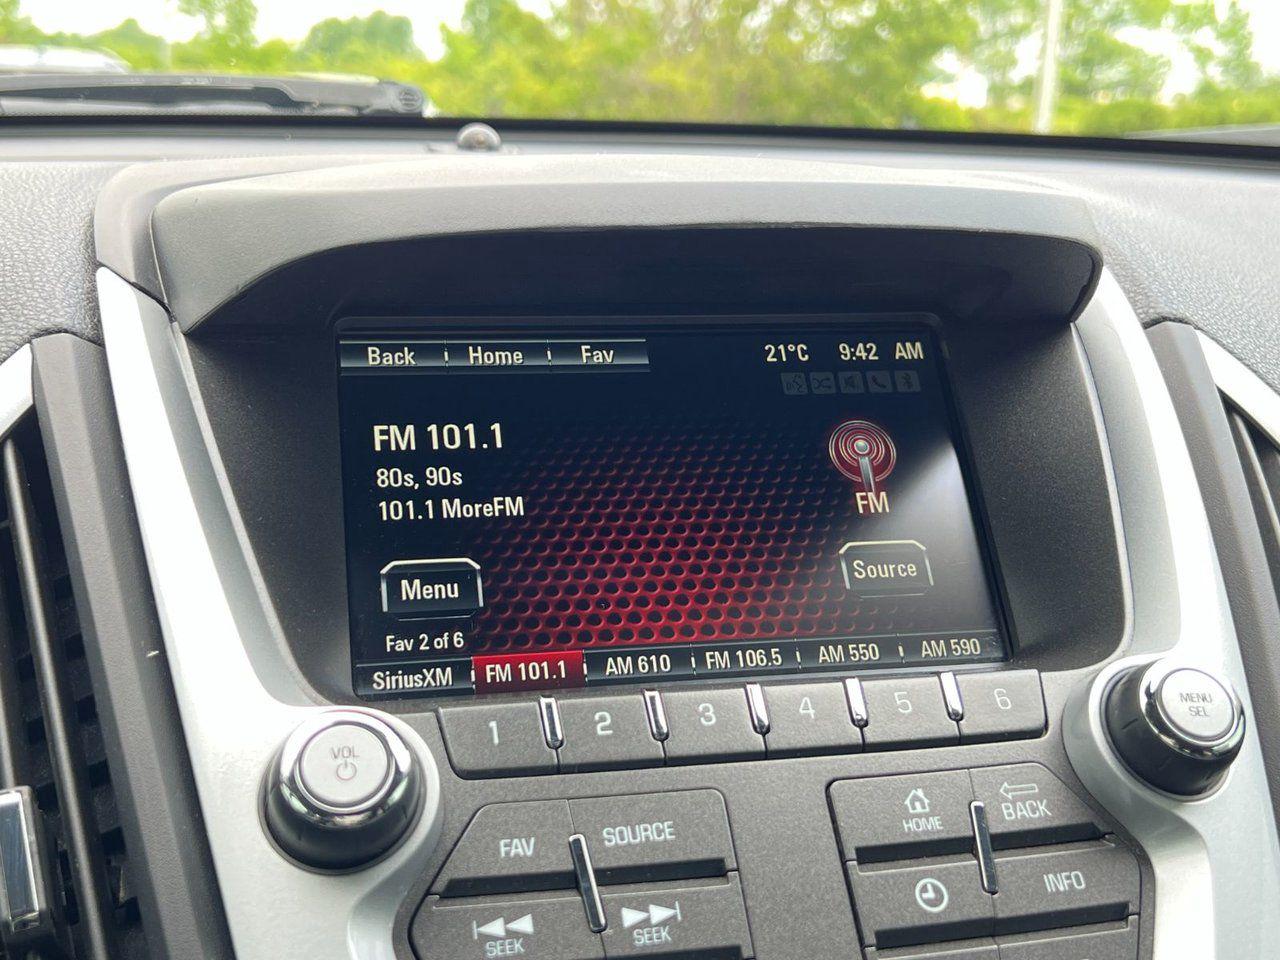 Back Home Fav 21°C 9:42 AM
FM 101.1
80s, 90s
101.1 MoreFM
FM
Menu Source
Fav 2 of 6
SiriusXM FM 101.1 AM 610 FM 106.5 AM 550 AM 590
1 2 3 4 5 6
VOL
MENU
SEL
FAV SOURCE
HOME BACK
SEEK SEEK
INFO